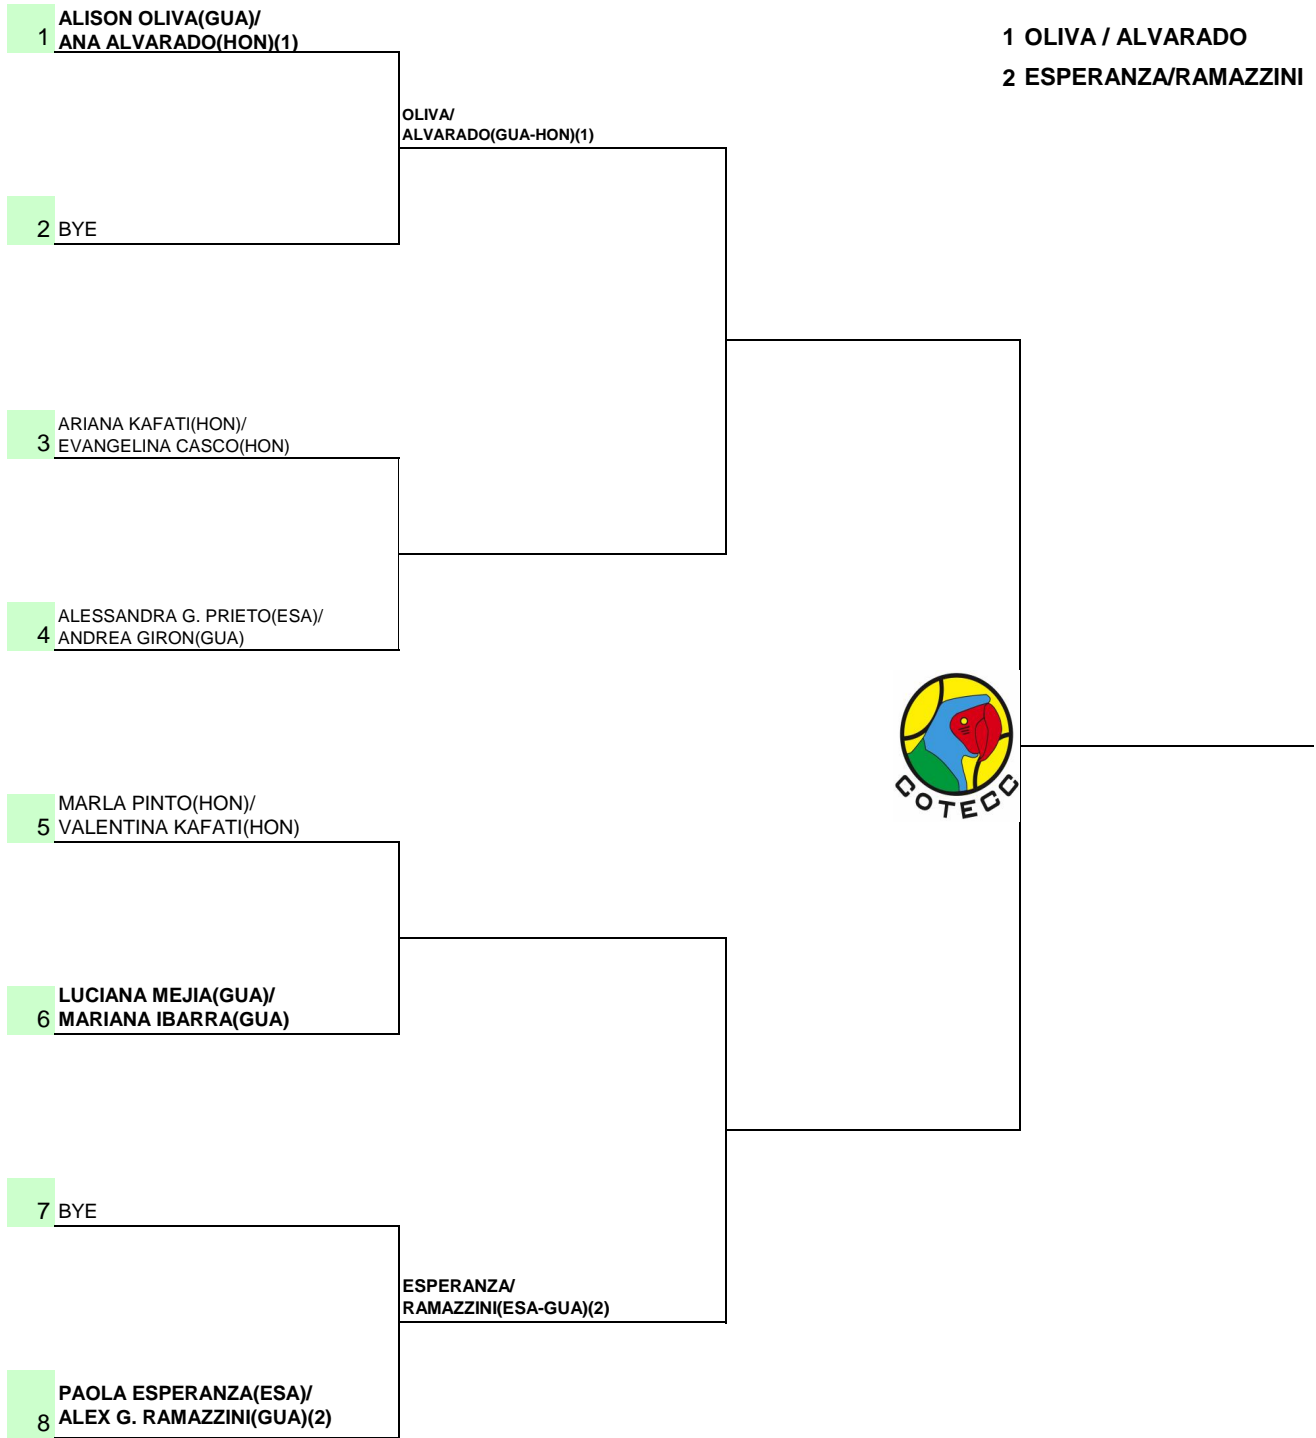 ALISON OLIVA(GUA)/
1 ANA ALVARADO(HON)(1)
1 OLIVA / ALVARADO
2 ESPERANZA/RAMAZZINI
OLIVA/
ALVARADO(GUA-HON)(1)
2 BYE
ARIANA KAFATI(HON)/
3 EVANGELINA CASCO(HON)
ALESSANDRA G. PRIETO(ESA)/
4 ANDREA GIRON(GUA)
COTECC
MARLA PINTO(HON)/
5 VALENTINA KAFATI(HON)
LUCIANA MEJIA(GUA)/
6 MARIANA IBARRA(GUA)
7 BYE
ESPERANZA/
RAMAZZINI(ESA-GUA)(2)
PAOLA ESPERANZA(ESA)/
8 ALEX G. RAMAZZINI(GUA)(2)